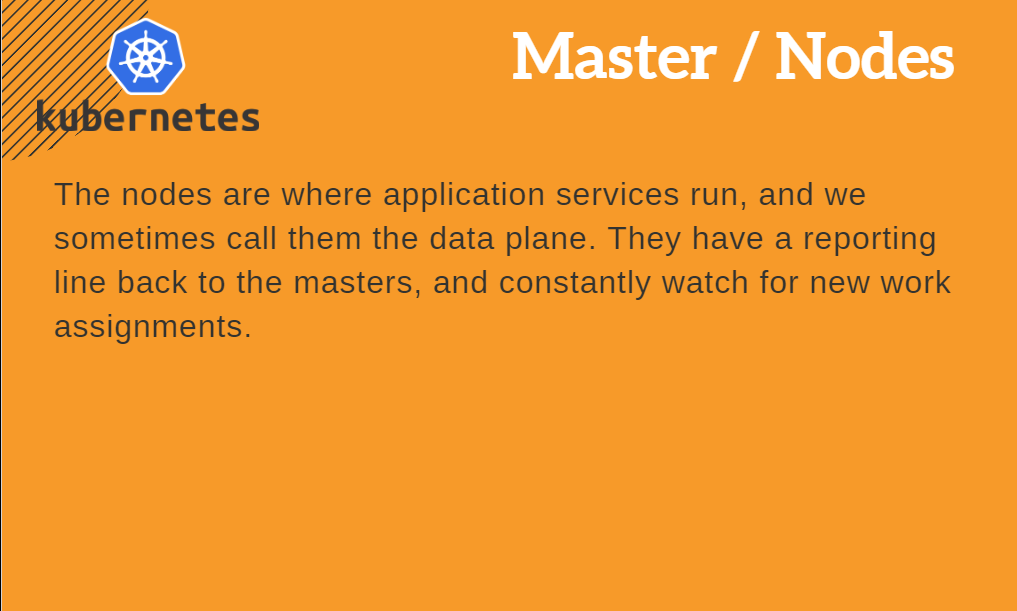 kubernetes
Master / Nodes
The nodes are where application services run, and we
sometimes call them the data plane. They have a reporting
line back to the masters, and constantly watch for new work
assignments.